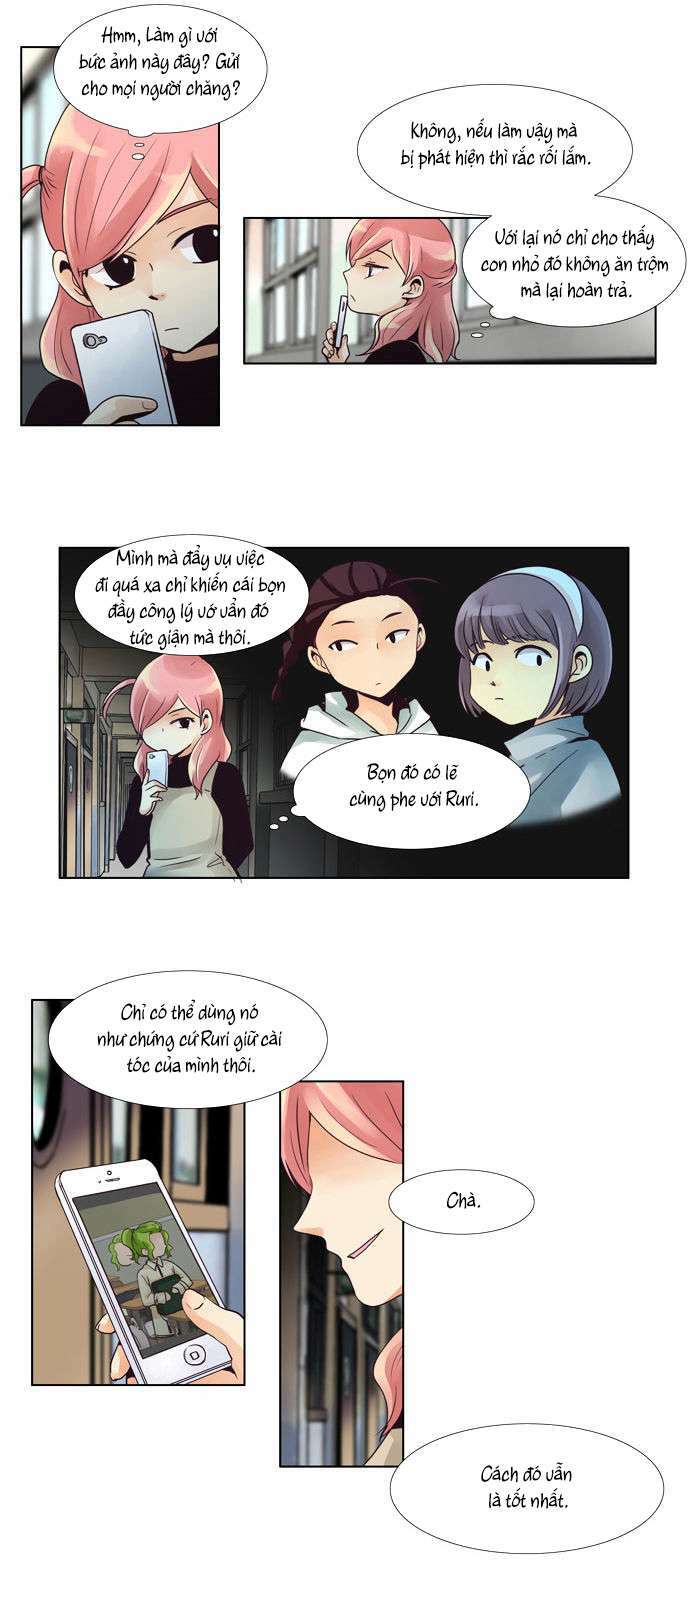 Hmm, Làm gì với
bức ảnh này đây? Gửi
cho mọi người chăng?
Không, nếu làm vậy mà
bị phát hiện thì rắc rối lắm.
Với lại nó chỉ cho thấy
con nhỏ đó không ăn trộm
mà lại hoàn trả.
Mình mà đẩy vụ việc
đi quá xa chỉ khiến cái bọn
đầy công lý vớ vẩn đó
tức giận mà thôi.
Bọn đó có lẽ
cùng phe với Ruri.
Chỉ có thể dùng nó
như chứng cứ Ruri giữ cài
tóc của mình thôi.
Chà.
Cách đó vẫn
là tốt nhất.